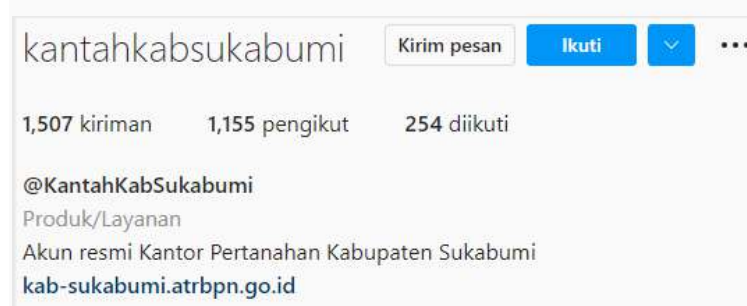 kantahkabsukabumi Kirim pesan Ikuti
1,507 kiriman 1,155 pengikut 254 diikuti
@KantahKabSukabumi
Produk/Layanan
Akun resmi Kantor Pertanahan Kabupaten Sukabumi
kab-sukabumi.atrbpn.go.id